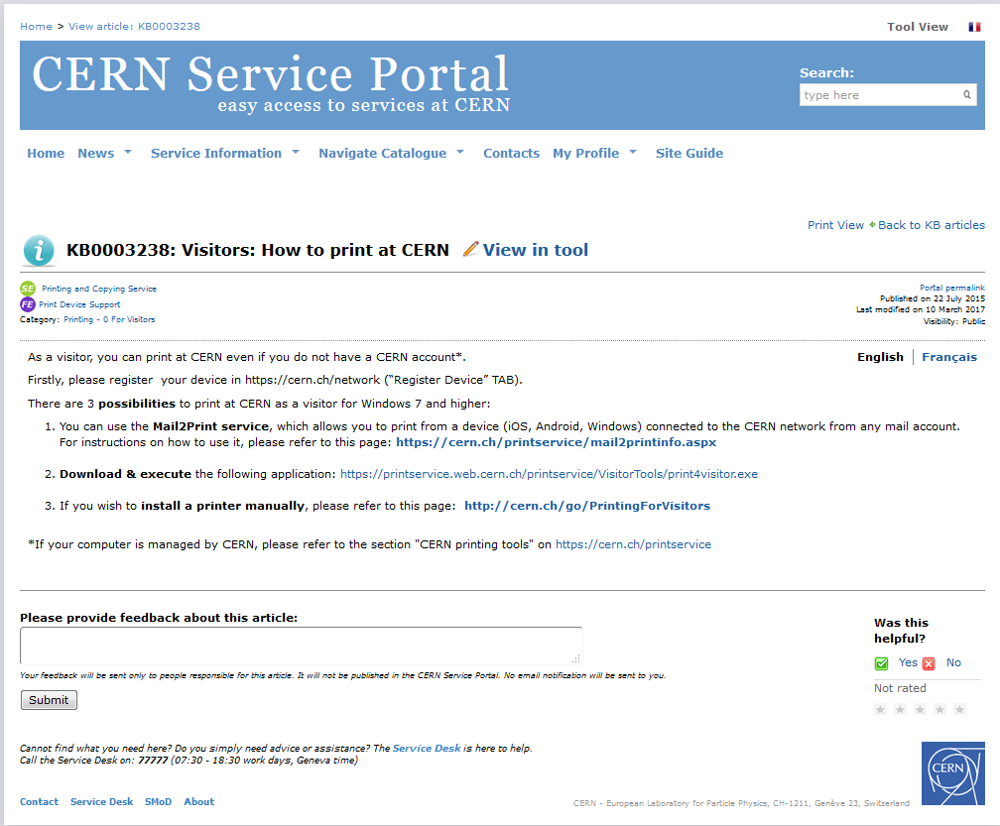 Home > View article: KB0003238
Tool View
CERN Service Portal
easy access to services at CERN
Search:
type here
Home News Service Information Navigate Catalogue Contacts My Profile Site Guide
Print View Back to KB articles
i KB0003238: Visitors: How to print at CERN View in tool
SE Printing and Copying Service
FE Print Device Support
Category: Printing - 0 For Visitors
Portal permalink
Published on 22 July 2015
Last modified on 10 March 2017
Visibility: Public
English Français
As a visitor, you can print at CERN even if you do not have a CERN account*.
Firstly, please register your device in https://cern.ch/network (“Register Device” TAB).
There are 3 possibilities to print at CERN as a visitor for Windows 7 and higher:
1. You can use the Mail2Print service, which allows you to print from a device (iOS, Android, Windows) connected to the CERN network from any mail account.
For instructions on how to use it, please refer to this page: https://cern.ch/printservice/mail2printinfo.aspx
2. Download & execute the following application: https://printservice.web.cern.ch/printservice/VisitorTools/print4visitor.exe
3. If you wish to install a printer manually, please refer to this page: http://cern.ch/go/PrintingForVisitors
*If your computer is managed by CERN, please refer to the section "CERN printing tools" on https://cern.ch/printservice
Please provide feedback about this article:
Your feedback will be sent only to people responsible for this article. It will not be published in the CERN Service Portal. No email notification will be sent to you.
Submit
Was this
helpful?
Yes No
Not rated
Cannot find what you need here? Do you simply need advice or assistance? The Service Desk is here to help.
Call the Service Desk on: 77777 (07:30 - 18:30 work days, Geneva time)
Contact Service Desk SMoD About
CERN - European Laboratory for Particle Physics, CH-1211, Genève 23, Switzerland
CERN